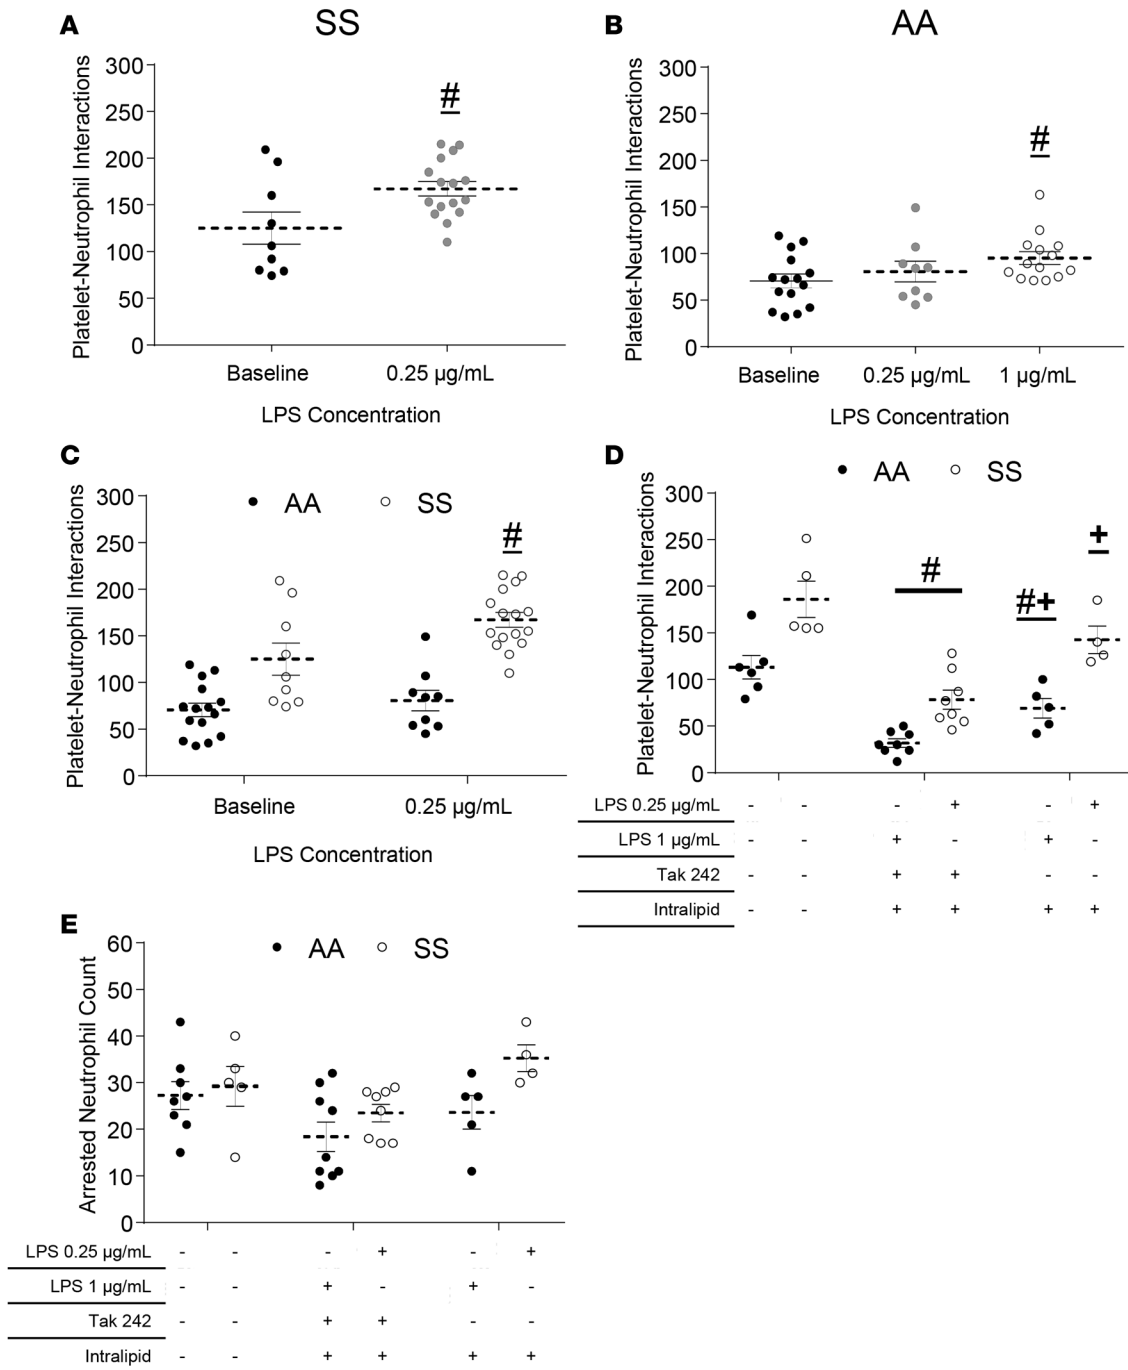 A
SS
Platelet-Neutrophil Interactions
300
250
200
150
100
50
0
#
Baseline
0.25 µg/mL
LPS Concentration
B
AA
Platelet-Neutrophil Interactions
300
250
200
150
100
50
0
#
Baseline
0.25 µg/mL
1 µg/mL
LPS Concentration
C
AA
SS
Platelet-Neutrophil Interactions
300
250
200
150
100
50
0
#
Baseline
0.25 µg/mL
LPS Concentration
D
AA
SS
Platelet-Neutrophil Interactions
300
250
200
150
100
50
0
#
#+
+
LPS 0.25 µg/mL - - - + - +
LPS 1 µg/mL - - + - + -
Tak 242 - - + + - -
Intralipid - - + + + +
E
AA
SS
Arrested Neutrophil Count
60
50
40
30
20
10
0
LPS 0.25 µg/mL - - - + - +
LPS 1 µg/mL - - + - + -
Tak 242 - - + + - -
Intralipid - - + + + +